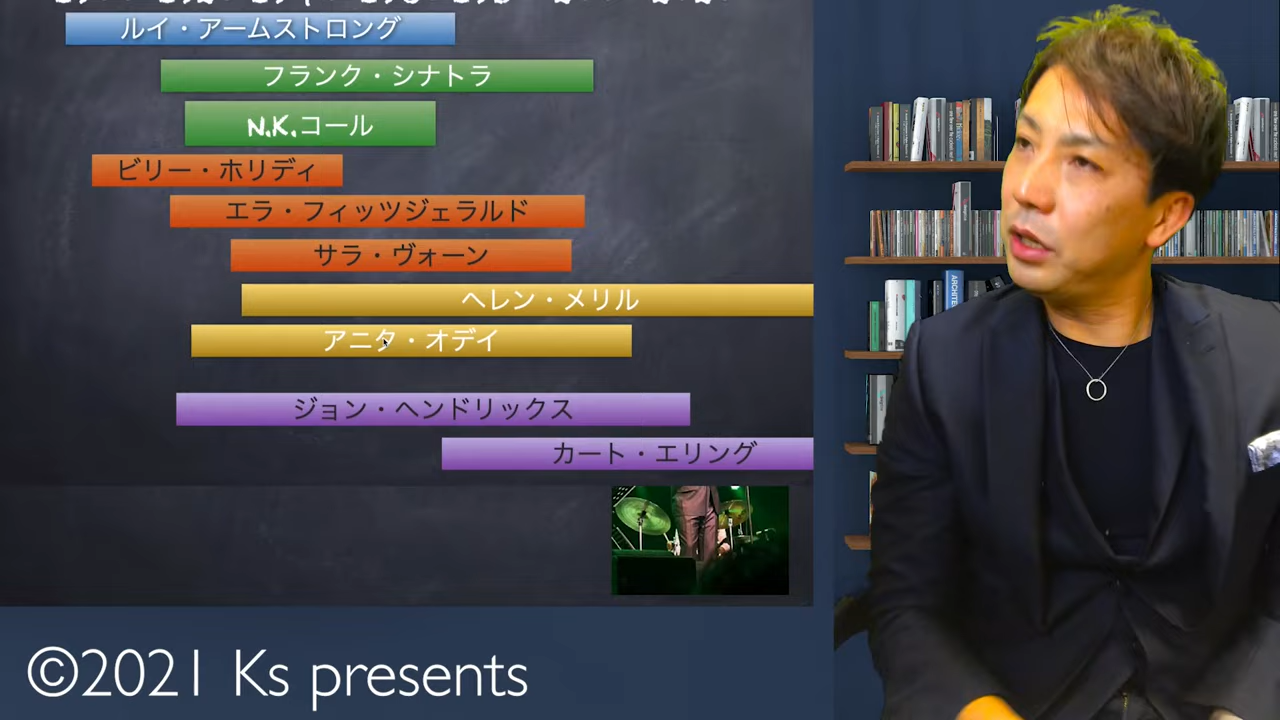 ルイ・アームストロング
フランク・シナトラ
N.K.コール
ビリー・ホリディ
エラ・フィッツジェラルド
サラ・ヴォーン
ヘレン・メリル
アニタ・オデイ
ジョン・ヘンドリックス
カート・エリング
©2021 Ks presents